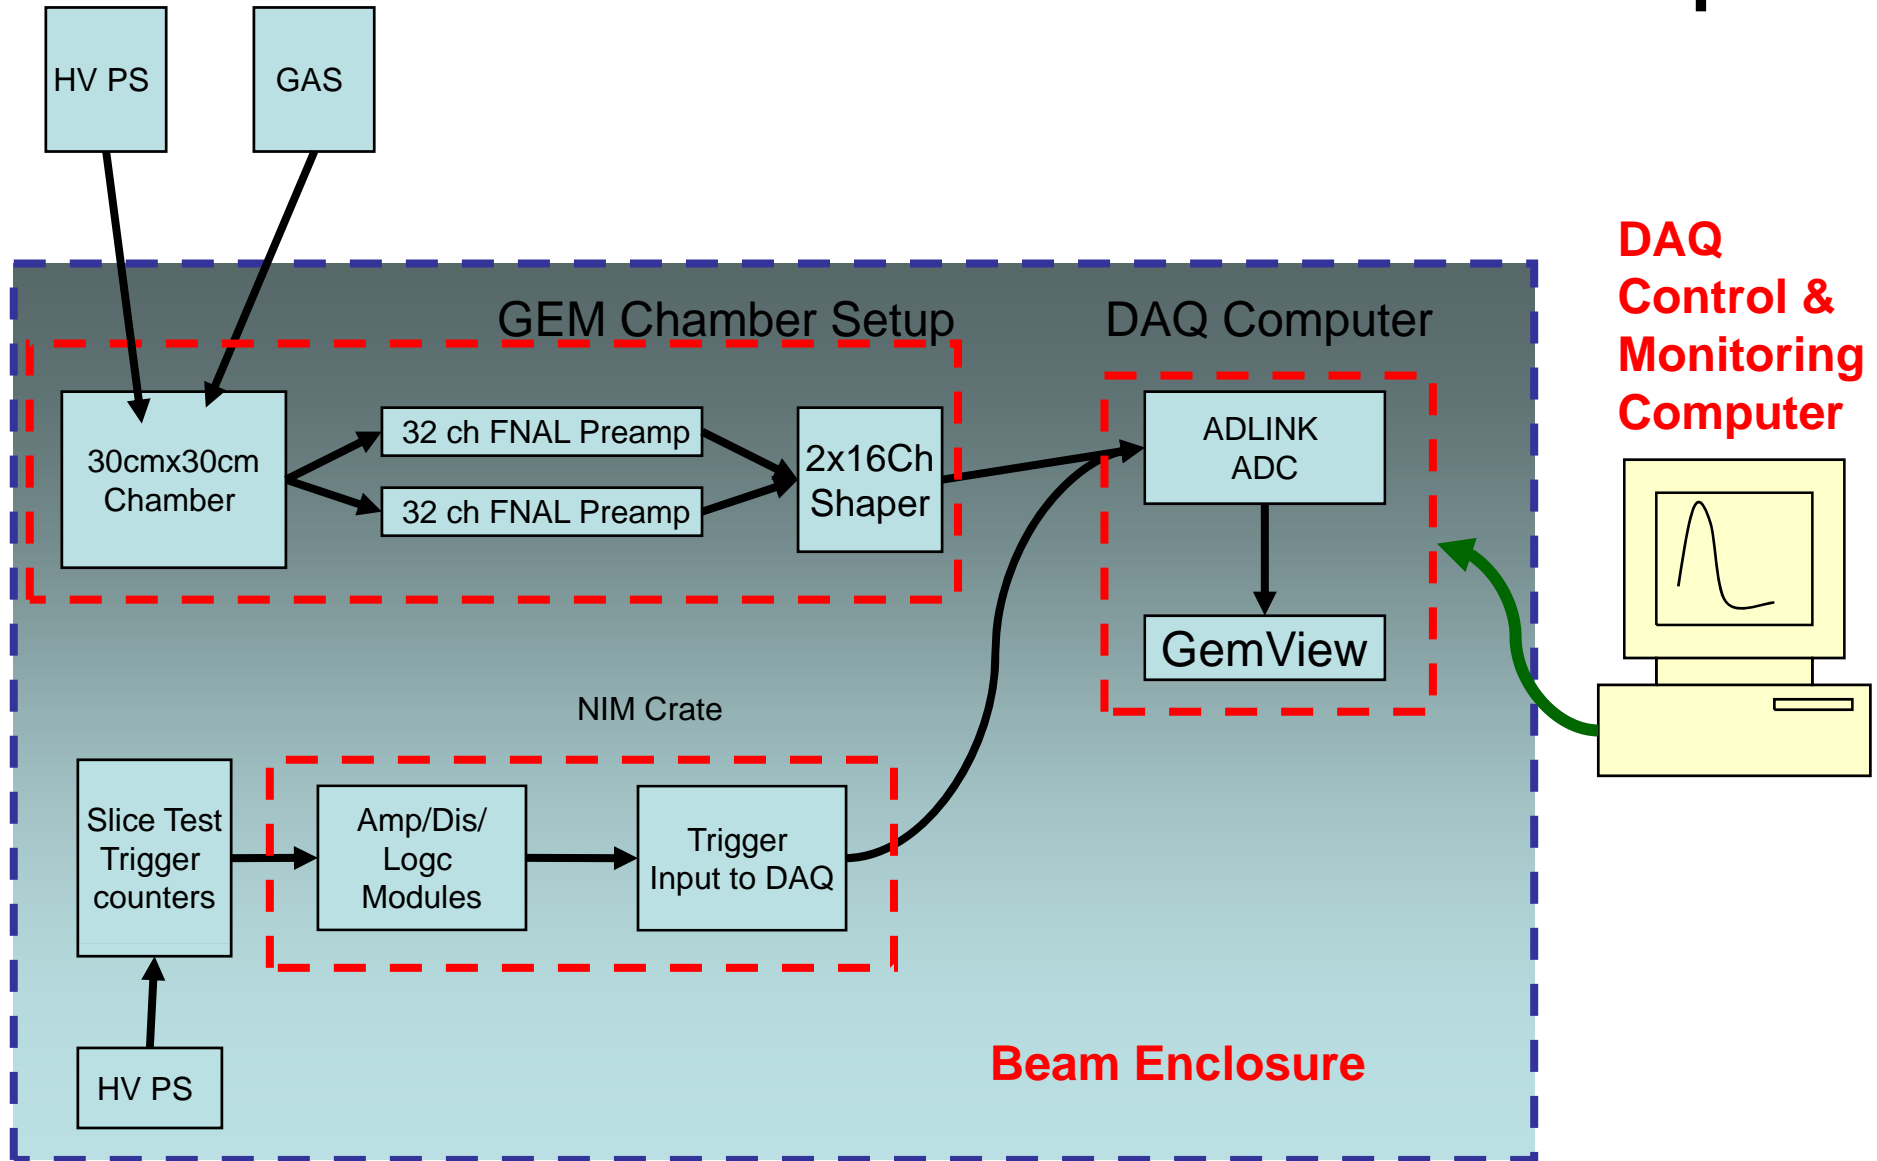 HV PS
GAS
DAQ
Control &
Monitoring
Computer
GEM Chamber Setup
DAQ Computer
30cmx30cm
Chamber
32 ch FNAL Preamp
32 ch FNAL Preamp
2x16Ch
Shaper
ADLINK
ADC
GemView
NIM Crate
Slice Test
Trigger
counters
Amp/Dis/
Logc
Modules
Trigger
Input to DAQ
HV PS
Beam Enclosure